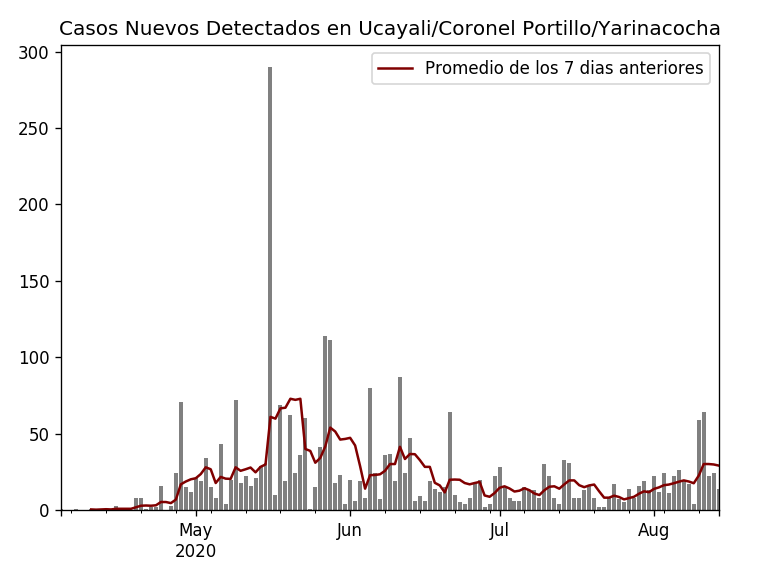 Casos Nuevos Detectados en Ucayali/Coronel Portillo/Yarinacocha
Promedio de los 7 dias anteriores
300
250
200
150
100
50
0
May Jun Jul Aug
2020